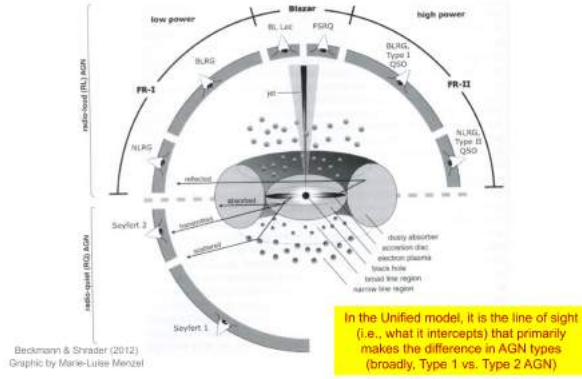 Blazar
low power
high power
BL Lac
FSRQ
BLRG
BLRG,
Type I
QSO
FR-I
FR-II
jet
NLRG
NLRG,
Type II
QSO
radio-loud (RL) AGN
reflected
absorbed
transmitted
scattered
Seyfert 2
radio-quiet (RQ) AGN
dusty absorber
accretion disc
electron plasma
black hole
broad line region
narrow line region
Seyfert 1
Beckmann & Shrader (2012)
Graphic by Marie-Luise Menzel
In the Unified model, it is the line of sight
(i.e., what it intercepts) that primarily
makes the difference in AGN types
(broadly, Type 1 vs. Type 2 AGN)